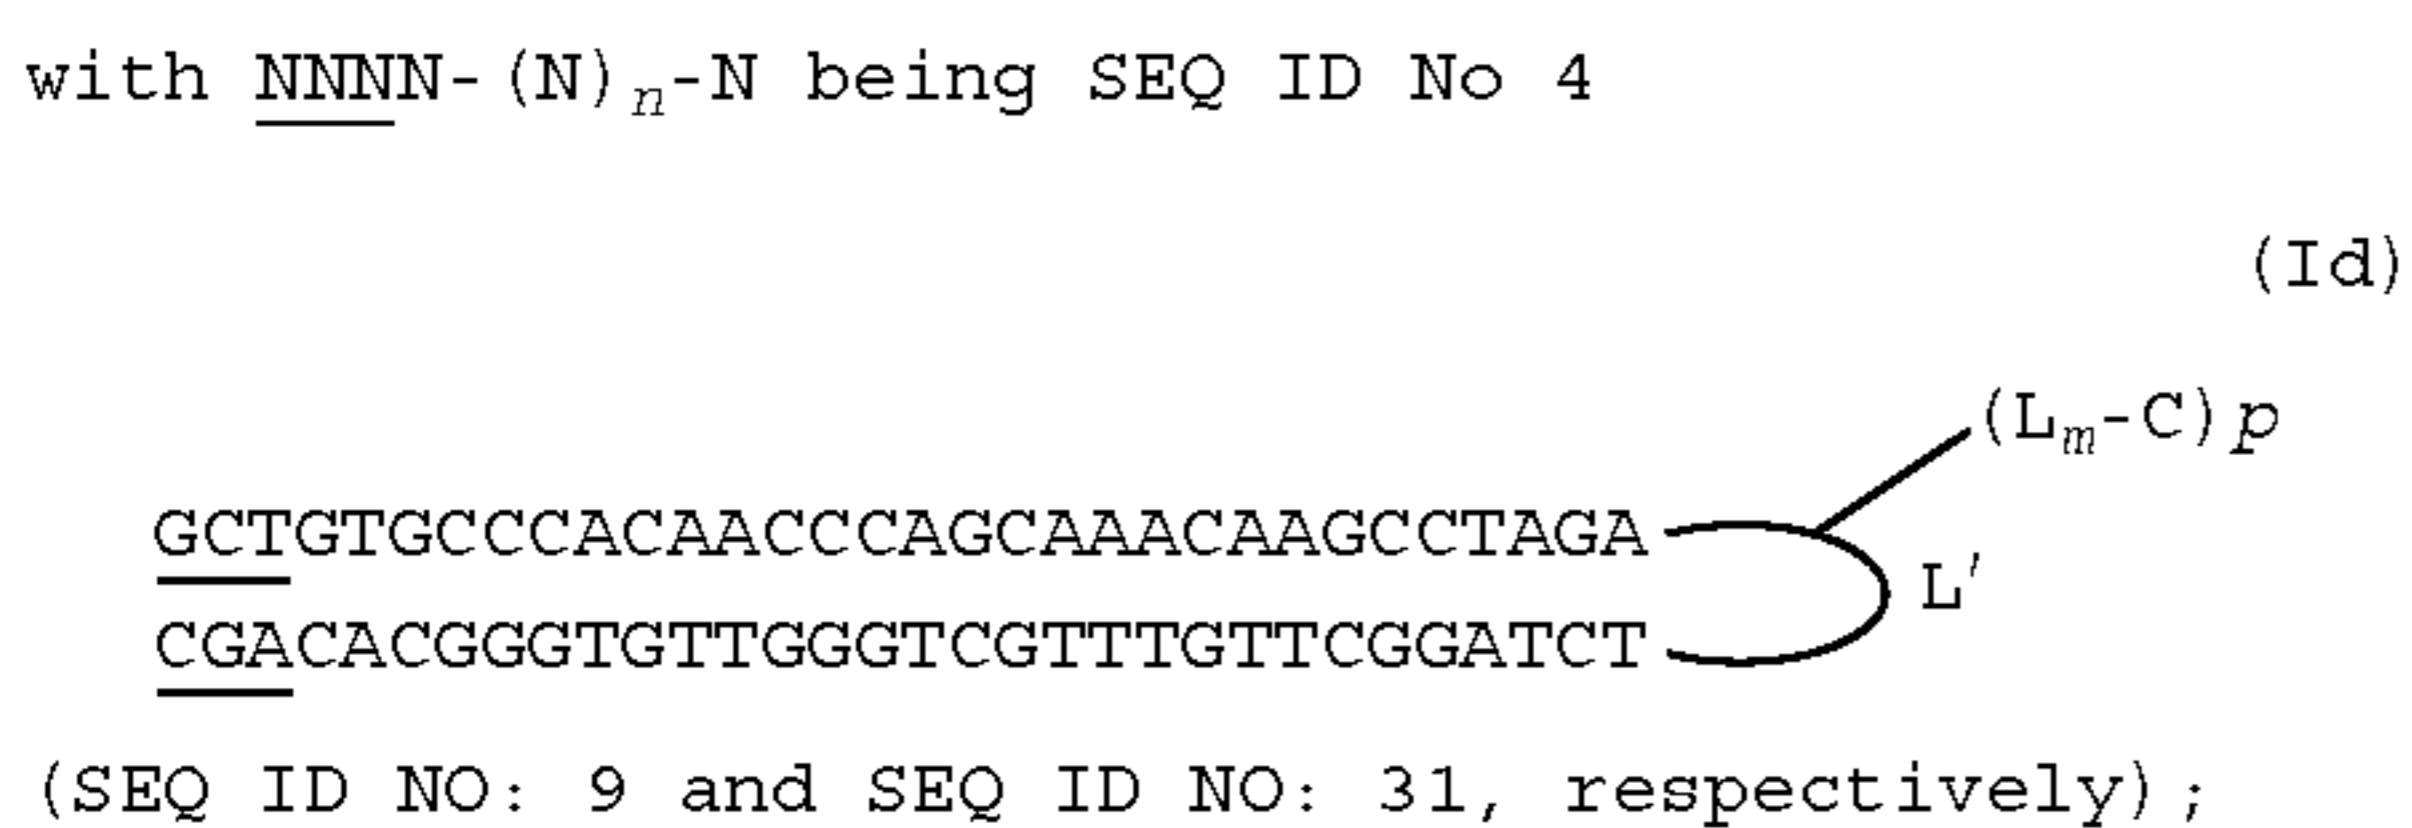 with NNNN-(N)n-N being SEQ ID No 4
(Id)
(Lm-C)p
GCTGTGCCCACAACCCAGCAAACAAGCCTAGA
L'
CGACACGGGTGTTGGGTCGTTTGTTCGGATCT
(SEQ ID NO: 9 and SEQ ID NO: 31, respectively);